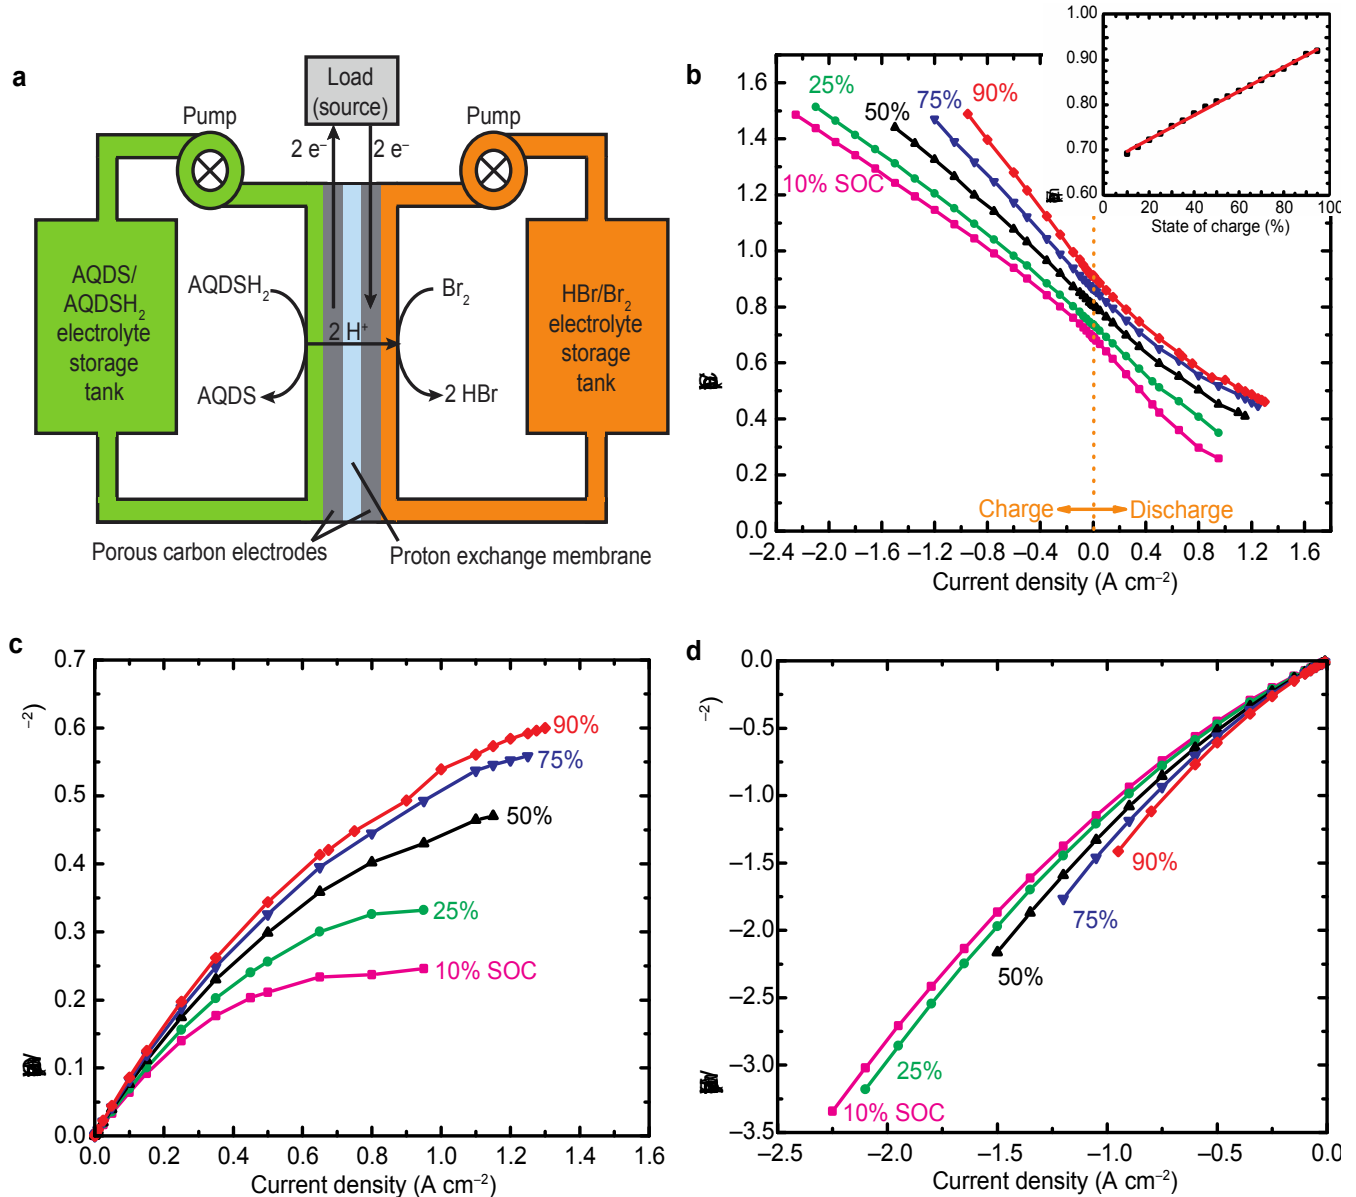 a
Load
(source)
Pump
Pump
2 e⁻
2 e⁻
AQDS/
AQDSH₂
electrolyte
storage
tank
AQDSH₂
AQDS
2 H⁺
Br₂
2 HBr
HBr/Br₂
electrolyte
storage
tank
Porous carbon electrodes
Proton exchange membrane
b
1.6
1.4
1.2
1.0
0.8
0.6
0.4
0.2
0.0
25%
50%
75%
90%
10% SOC
Charge
Discharge
−2.4 −2.0 −1.6 −1.2 −0.8 −0.4 0.0 0.4 0.8 1.2 1.6
Current density (A cm⁻²)
1.00
0.90
0.80
0.70
0.60
0 20 40 60 80 100
State of charge (%)
c
0.7
0.6
0.5
0.4
0.3
0.2
0.1
0.0
⁻²)
90%
75%
50%
25%
10% SOC
0.0 0.2 0.4 0.6 0.8 1.0 1.2 1.4 1.6
Current density (A cm⁻²)
d
0.0
−0.5
−1.0
−1.5
−2.0
−2.5
−3.0
−3.5
⁻²)
90%
75%
50%
25%
10% SOC
−2.0 −1.5 −1.0 −0.5 0.0
Current density (A cm⁻²)